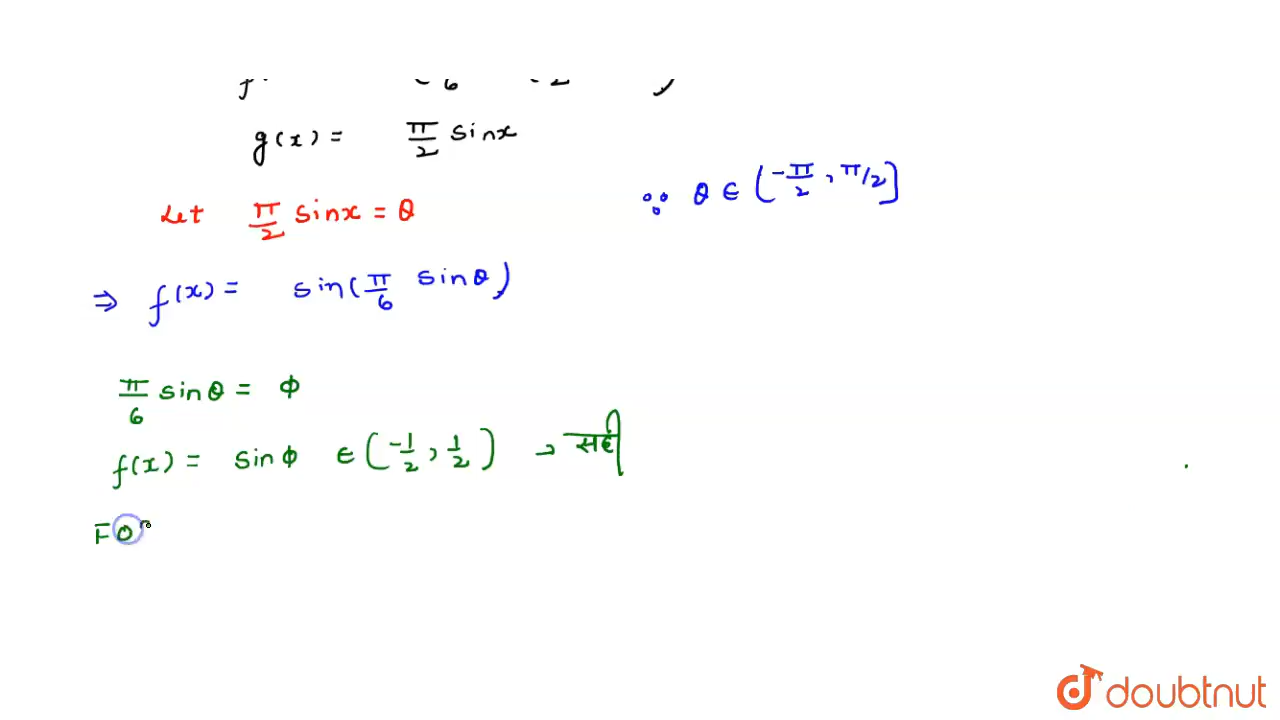 g(x) = π/2 sinx
Let π/2 sinx = θ
∵ θ ∈ [-π/2, π/2]
⇒ f(x) = sin(π/6 sinθ)
π/6 sinθ = ϕ
f(x) = sinϕ ∈ (-1/2, 1/2) → सही
FOr
doubtnut